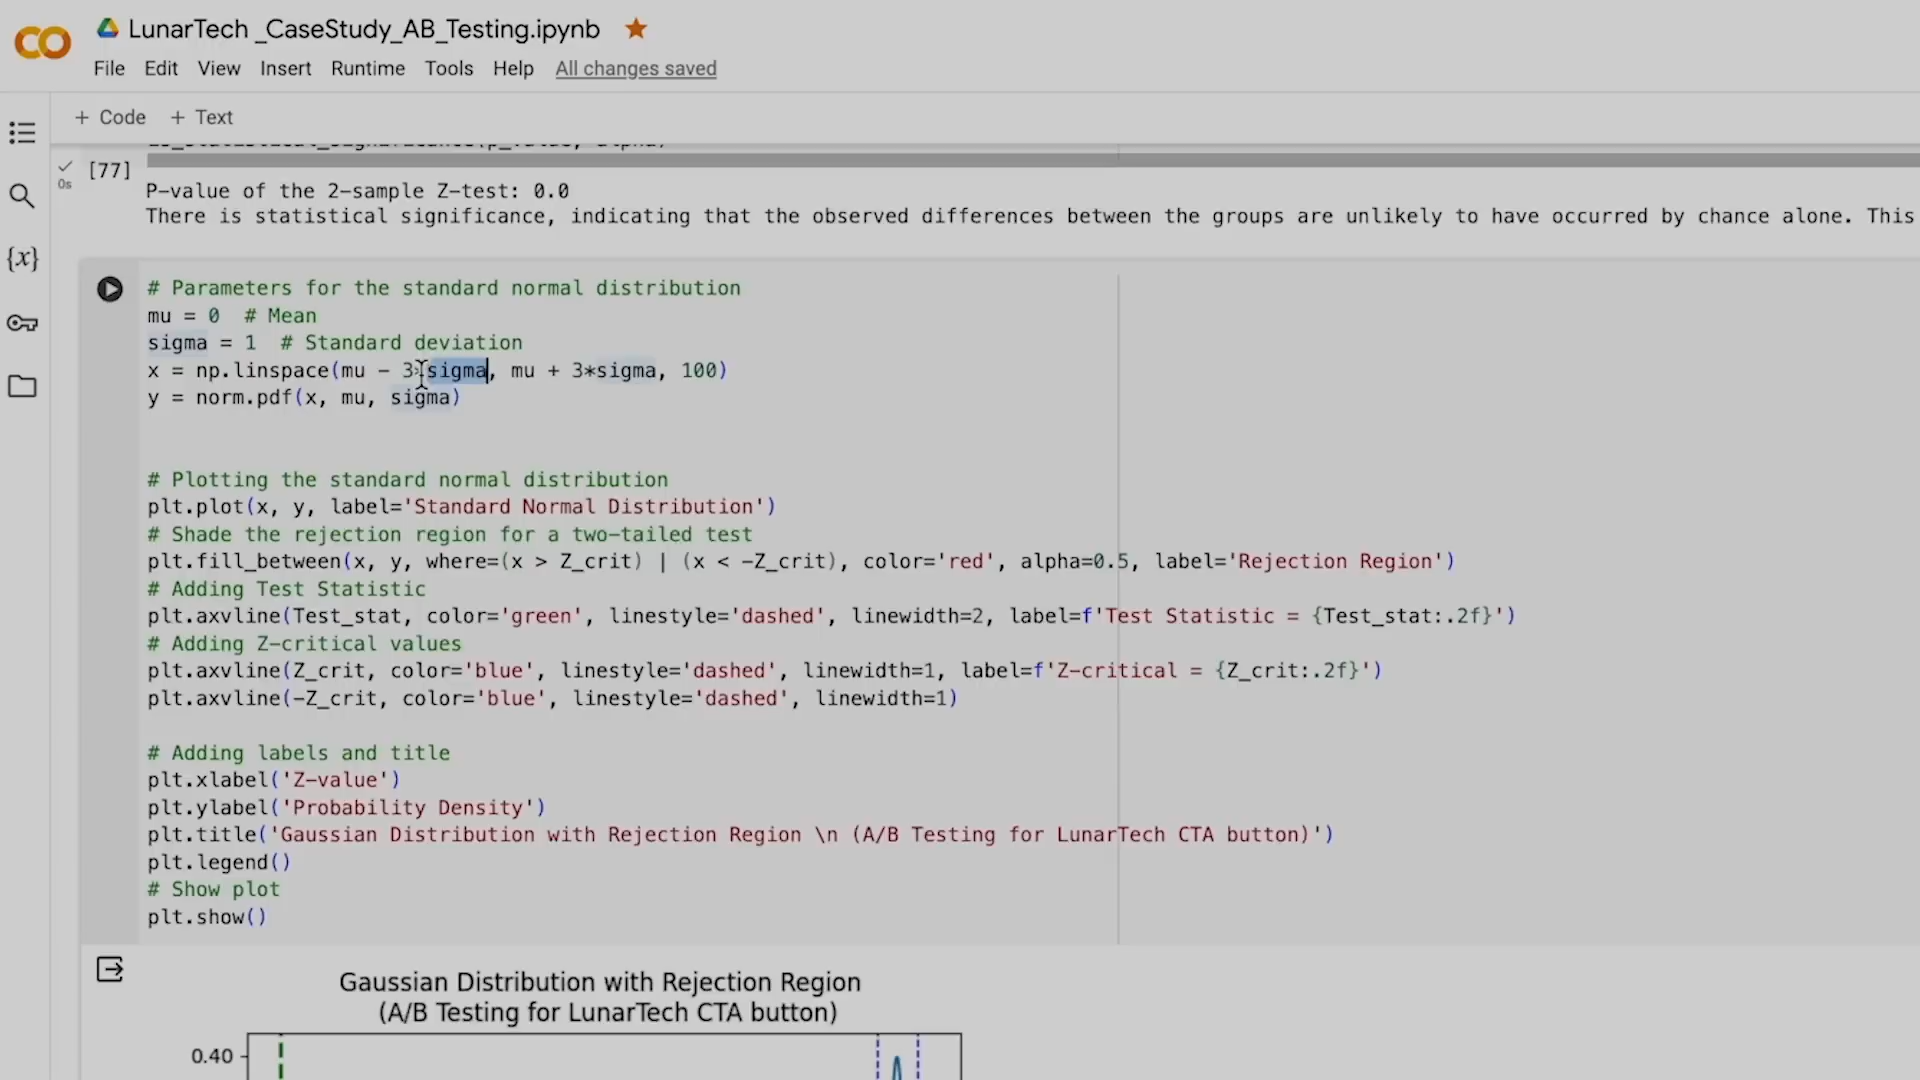 LunarTech _CaseStudy_AB_Testing.ipynb
File Edit View Insert Runtime Tools Help All changes saved
+ Code + Text
[77]
0s
P-value of the 2-sample Z-test: 0.0
There is statistical significance, indicating that the observed differences between the groups are unlikely to have occurred by chance alone. This
{x}
# Parameters for the standard normal distribution
mu = 0  # Mean
sigma = 1  # Standard deviation
x = np.linspace(mu - 3*sigma, mu + 3*sigma, 100)
y = norm.pdf(x, mu, sigma)
# Plotting the standard normal distribution
plt.plot(x, y, label='Standard Normal Distribution')
# Shade the rejection region for a two-tailed test
plt.fill_between(x, y, where=(x > Z_crit) | (x < -Z_crit), color='red', alpha=0.5, label='Rejection Region')
# Adding Test Statistic
plt.axvline(Test_stat, color='green', linestyle='dashed', linewidth=2, label=f'Test Statistic = {Test_stat:.2f}')
# Adding Z-critical values
plt.axvline(Z_crit, color='blue', linestyle='dashed', linewidth=1, label=f'Z-critical = {Z_crit:.2f}')
plt.axvline(-Z_crit, color='blue', linestyle='dashed', linewidth=1)
# Adding labels and title
plt.xlabel('Z-value')
plt.ylabel('Probability Density')
plt.title('Gaussian Distribution with Rejection Region \n (A/B Testing for LunarTech CTA button)')
plt.legend()
# Show plot
plt.show()
Gaussian Distribution with Rejection Region
(A/B Testing for LunarTech CTA button)
0.40